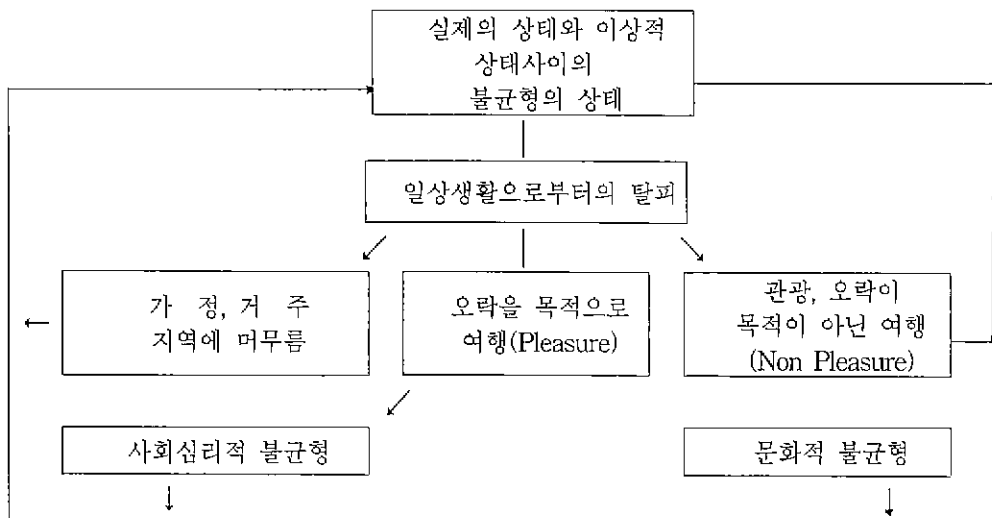 실제의 상태와 이상적
상태사이의
불균형의 상태
일상생활으로부터의 탈피
가 정, 거 주
지역에 머무름
오락을 목적으로
여행(Pleasure)
관광, 오락이
목적이 아닌 여행
(Non Pleasure)
사회심리적 불균형
문화적 불균형